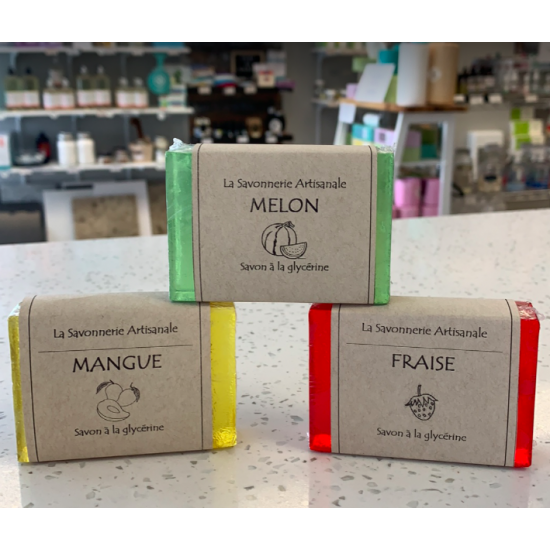 La Savonnerie Artisanale
MELON
Savon à la glycérine
La Savonnerie Artisanale
MANGUE
Savon à la glycérine
La Savonnerie Artisanale
FRAISE
Savon à la glycérine